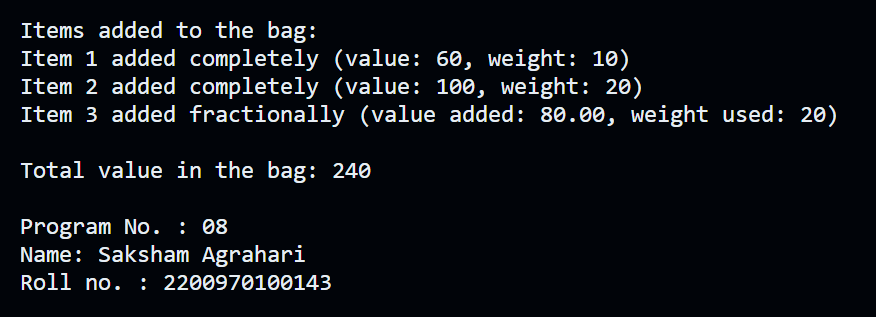 Items added to the bag:
Item 1 added completely (value: 60, weight: 10)
Item 2 added completely (value: 100, weight: 20)
Item 3 added fractionally (value added: 80.00, weight used: 20)
Total value in the bag: 240
Program No. : 08
Name: Saksham Agrahari
Roll no. : 2200970100143